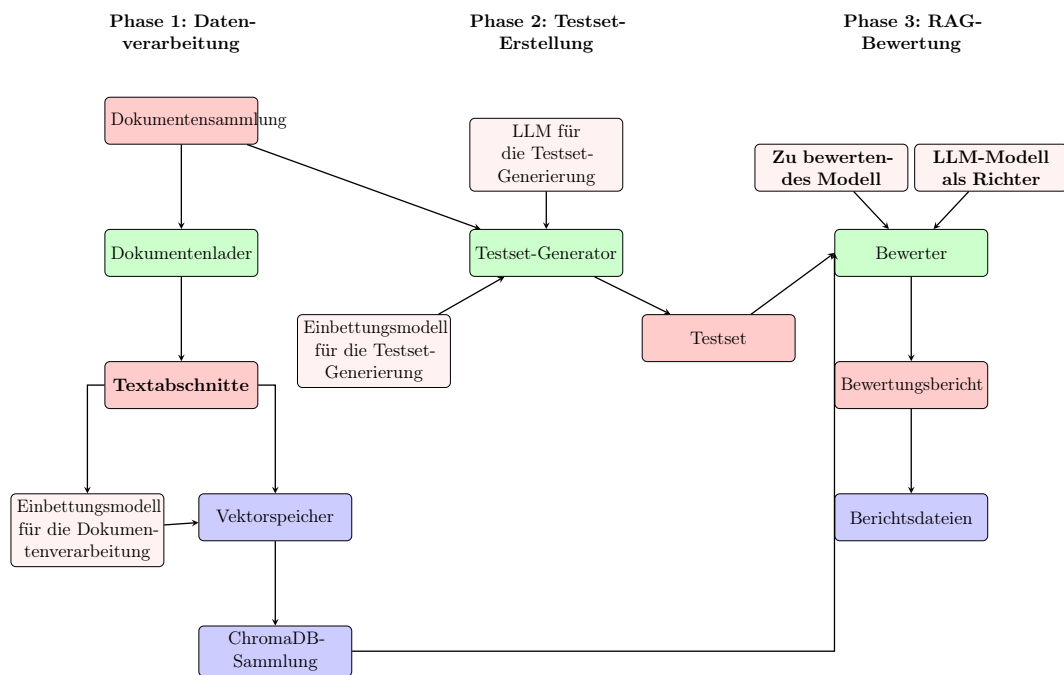 Phase 1: Daten-
verarbeitung
Phase 2: Testset-
Erstellung
Phase 3: RAG-
Bewertung
Dokumentensammlung
LLM für
die Testset-
Generierung
Zu bewerten-
des Modell
LLM-Modell
als Richter
Dokumentenlader
Testset-Generator
Bewerter
Einbettungsmodell
für die Testset-
Generierung
Testset
Textabschnitte
Bewertungsbericht
Einbettungsmodell
für die Dokumen-
tenverarbeitung
Vektorspeicher
Berichtsdateien
ChromaDB-
Sammlung